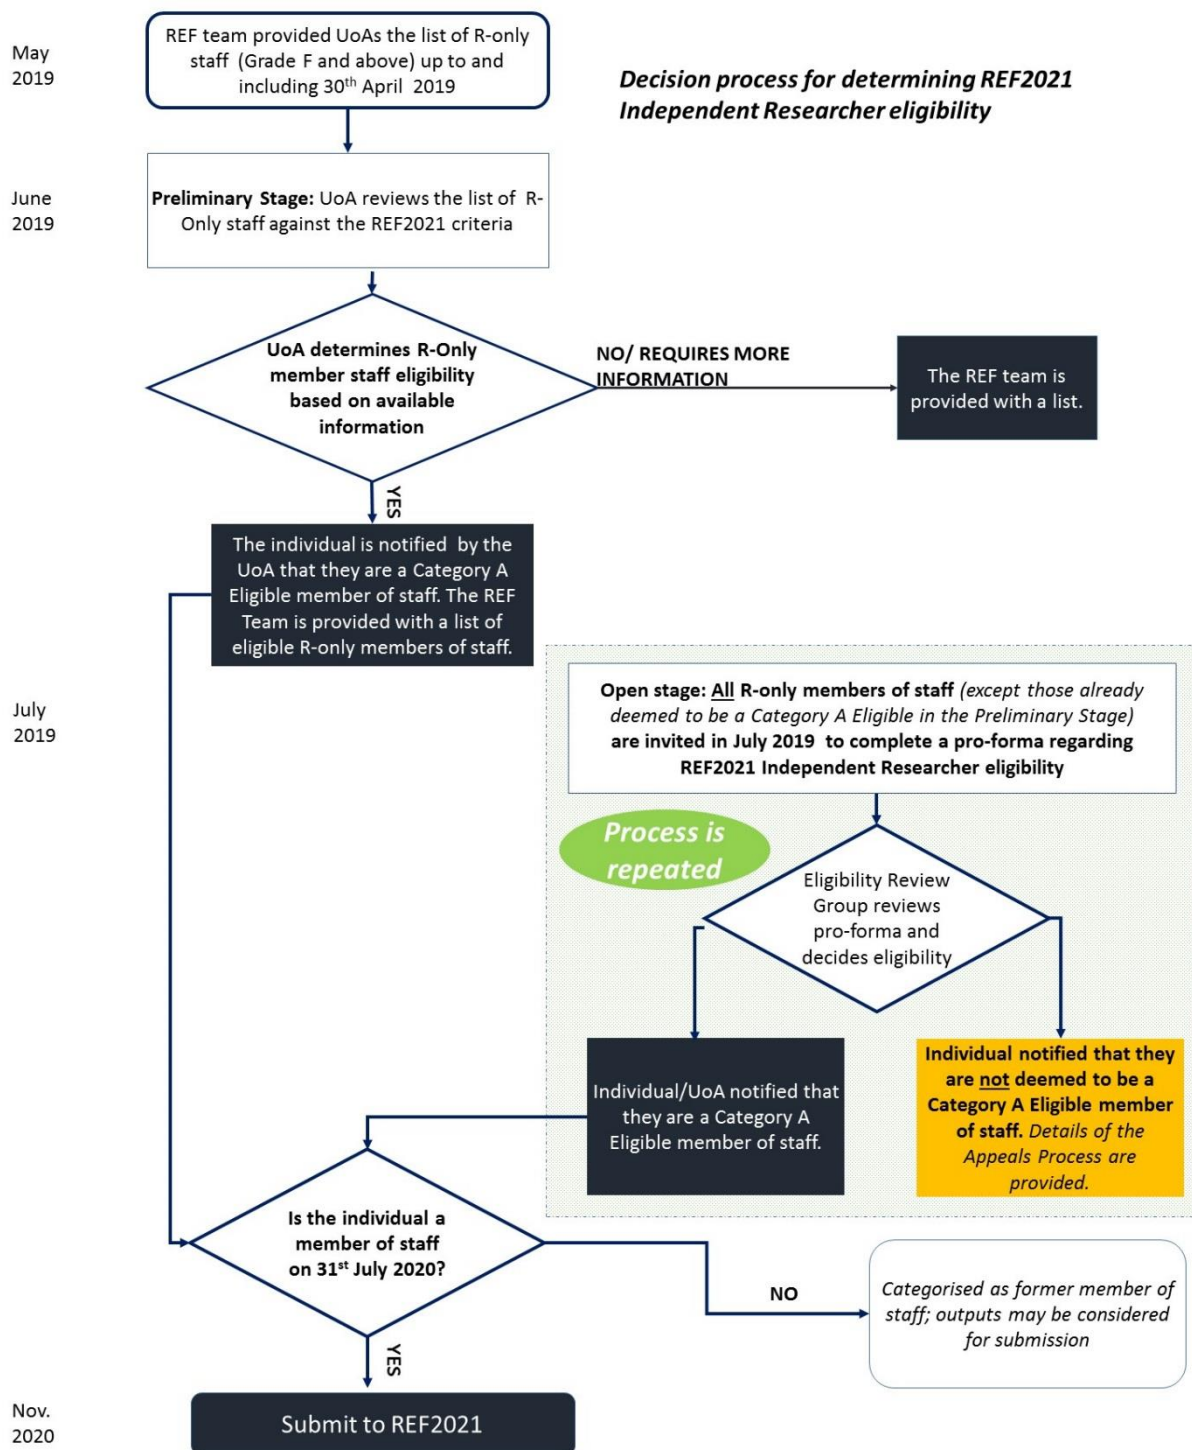 May
2019
REF team provided UoAs the list of R-only
staff (Grade F and above) up to and
including 30th April 2019
Decision process for determining REF2021
Independent Researcher eligibility
June
2019
Preliminary Stage: UoA reviews the list of R-
Only staff against the REF2021 criteria
UoA determines R-Only
member staff eligibility
based on available
information
NO/ REQUIRES MORE
INFORMATION
The REF team is
provided with a list.
YES
The individual is notified by the
UoA that they are a Category A
Eligible member of staff. The REF
Team is provided with a list of
eligible R-only members of staff.
July
2019
Open stage: All R-only members of staff (except those already
deemed to be a Category A Eligible in the Preliminary Stage)
are invited in July 2019 to complete a pro-forma regarding
REF2021 Independent Researcher eligibility
Process is
repeated
Eligibility Review
Group reviews
pro-forma and
decides eligibility
Individual/UoA notified that
they are a Category A
Eligible member of staff.
Individual notified that they
are not deemed to be a
Category A Eligible member
of staff. Details of the
Appeals Process are
provided.
Is the individual a
member of staff
on 31st July 2020?
NO
Categorised as former member of
staff; outputs may be considered
for submission
YES
Nov.
2020
Submit to REF2021